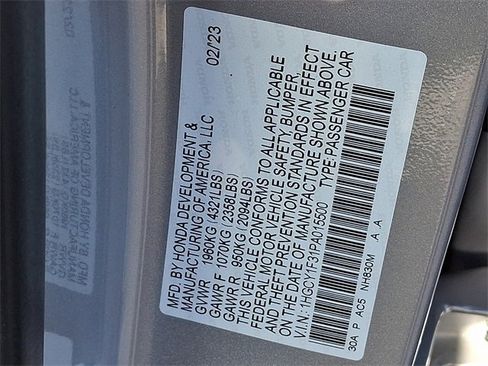 MFD. BY HONDA DEVELOPMENT & 02/23
MANUFACTURING OF AMERICA, LLC
GVWR 1960KG (4321LBS)
GAWR F 1070KG (2358LBS)
GAWR R 950KG (2094LBS)
THIS VEHICLE CONFORMS TO ALL APPLICABLE
FEDERAL MOTOR VEHICLE SAFETY, BUMPER,
AND THEFT PREVENTION STANDARDS IN EFFECT
ON THE DATE OF MANUFACTURE SHOWN ABOVE.
V.I.N.: 1HGCY1F31PA015500 TYPE: PASSENGER CAR
30A P AC5 NH830M A A